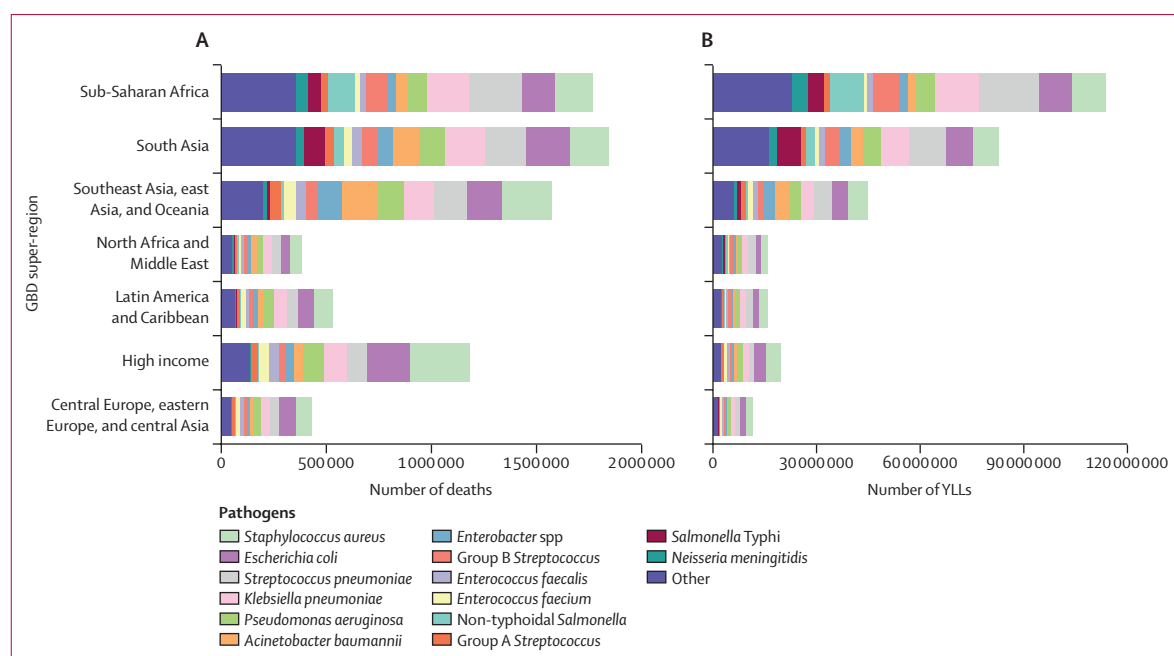 A
B
GBD super-region
Sub-Saharan Africa
South Asia
Southeast Asia, east
Asia, and Oceania
North Africa and
Middle East
Latin America
and Caribbean
High income
Central Europe, eastern
Europe, and central Asia
0
500 000
1 000 000
1 500 000
2 000 000
Number of deaths
0
30 000 000
60 000 000
90 000 000
120 000 000
Number of YLLs
Pathogens
Staphylococcus aureus
Escherichia coli
Streptococcus pneumoniae
Klebsiella pneumoniae
Pseudomonas aeruginosa
Acinetobacter baumannii
Enterobacter spp
Group B Streptococcus
Enterococcus faecalis
Enterococcus faecium
Non-typhoidal Salmonella
Group A Streptococcus
Salmonella Typhi
Neisseria meningitidis
Other